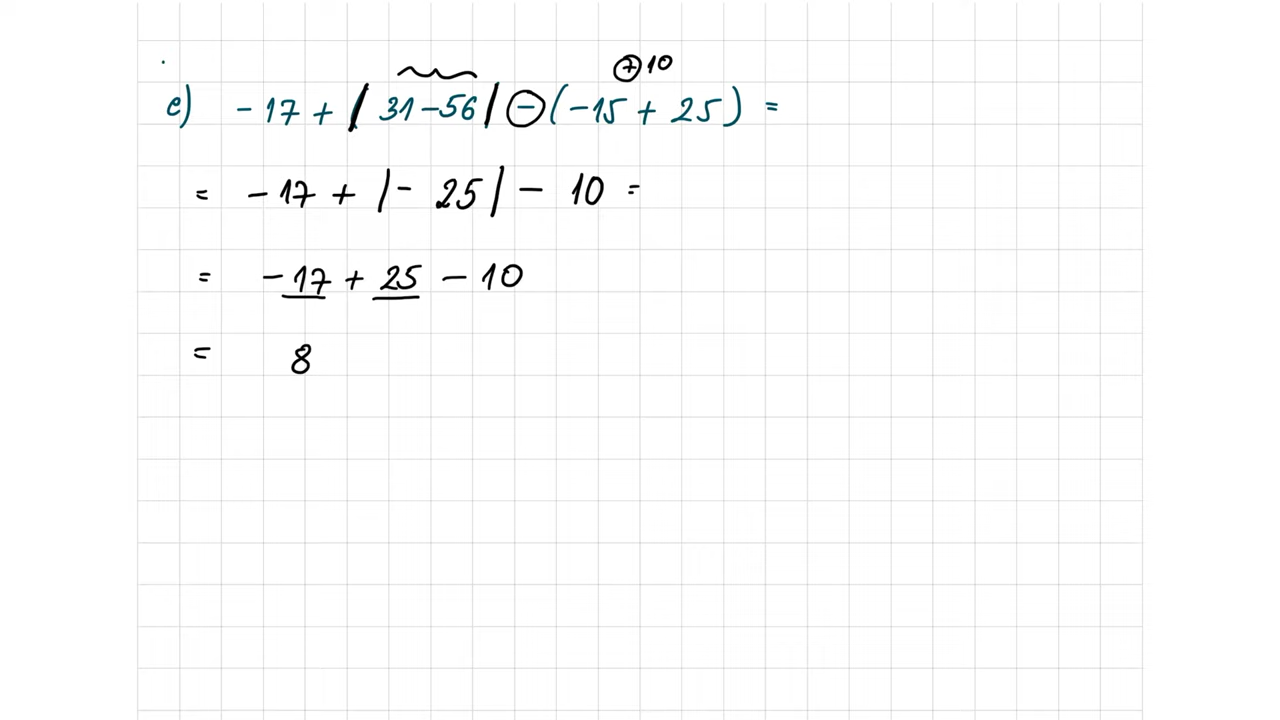 +10
e) -17 + |31-56| - (-15 + 25) =
= -17 + |-25| - 10 =
= -17 + 25 - 10
= 8